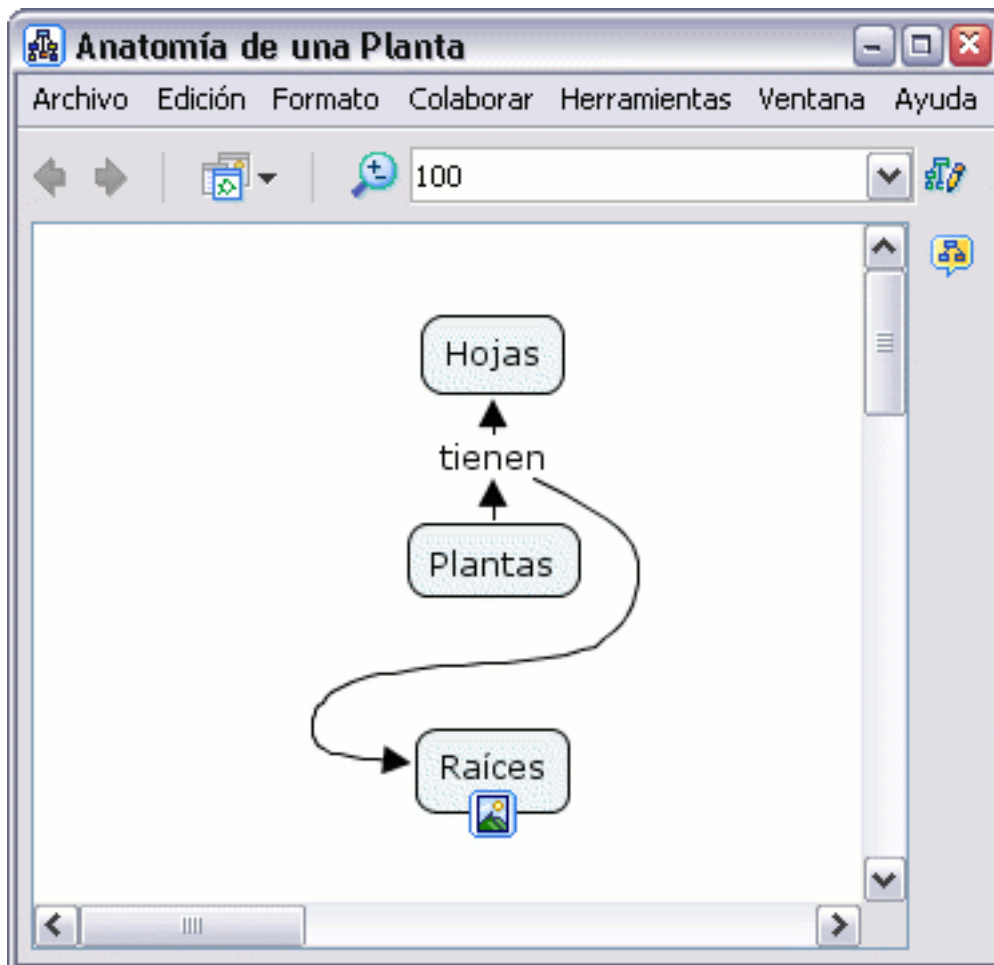 Anatomía de una Planta
Archivo Edición Formato Colaborar Herramientas Ventana Ayuda
100
Hojas
tienen
Plantas
Raíces